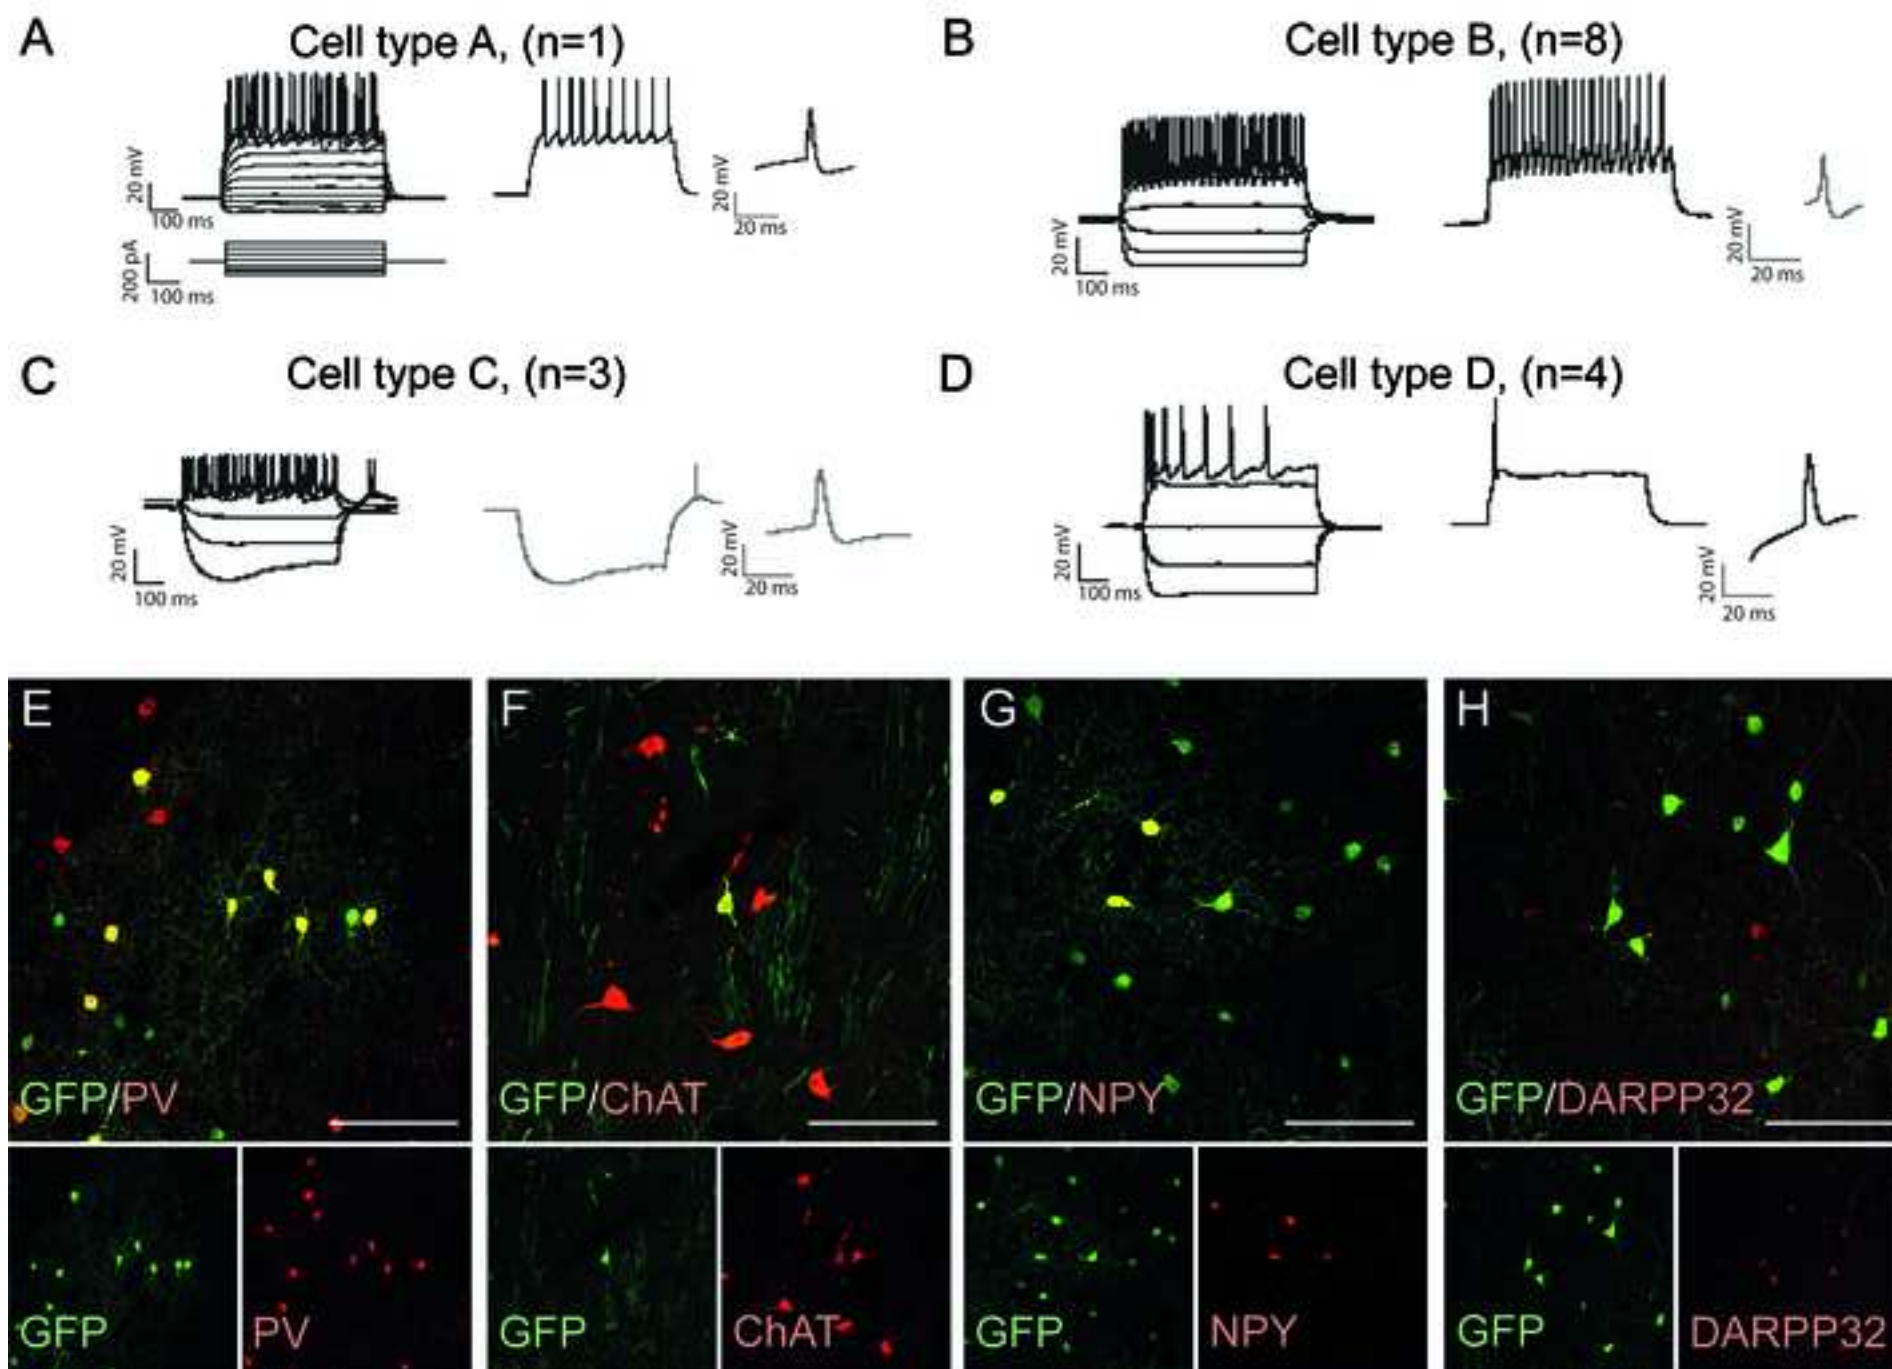 A
Cell type A, (n=1)
20 mV
100 ms
20 mV
20 ms
200 pA
100 ms
B
Cell type B, (n=8)
20 mV
100 ms
20 mV
20 ms
C
Cell type C, (n=3)
20 mV
100 ms
20 mV
20 ms
D
Cell type D, (n=4)
20 mV
100 ms
20 mV
20 ms
E
GFP/PV
F
GFP/ChAT
G
GFP/NPY
H
GFP/DARPP32
GFP
PV
GFP
ChAT
GFP
NPY
GFP
DARPP32